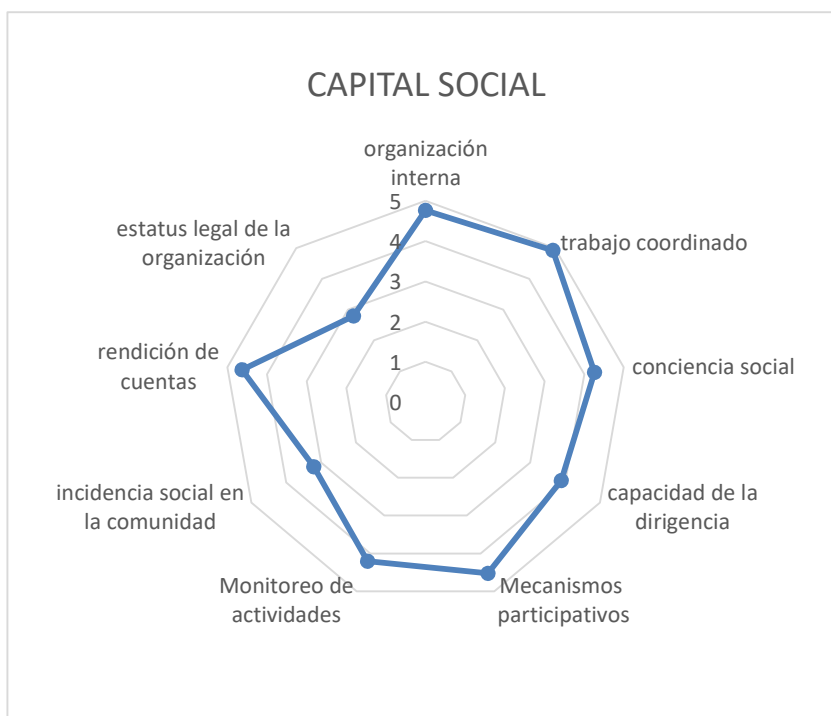 CAPITAL SOCIAL
organización
interna
trabajo coordinado
conciencia social
capacidad de la
dirigencia
Mecanismos
participativos
Monitoreo de
actividades
incidencia social en
la comunidad
rendición de
cuentas
estatus legal de la
organización
5
4
3
2
1
0